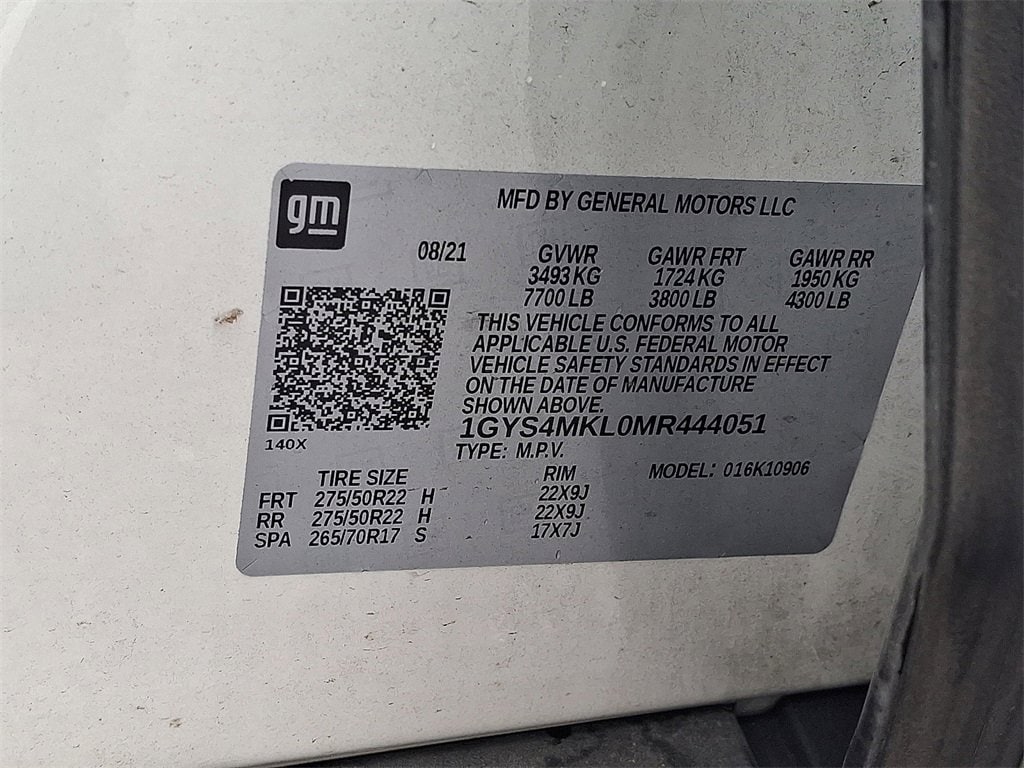 gm
MFD BY GENERAL MOTORS LLC
08/21 GVWR GAWR FRT GAWR RR
3493 KG 1724 KG 1950 KG
7700 LB 3800 LB 4300 LB
THIS VEHICLE CONFORMS TO ALL
APPLICABLE U.S. FEDERAL MOTOR
VEHICLE SAFETY STANDARDS IN EFFECT
ON THE DATE OF MANUFACTURE
SHOWN ABOVE.
1GYS4MKL0MR444051
140X
TYPE: M.P.V. MODEL: 016K10906
TIRE SIZE RIM
FRT 275/50R22 H 22X9J
RR 275/50R22 H 22X9J
SPA 265/70R17 S 17X7J